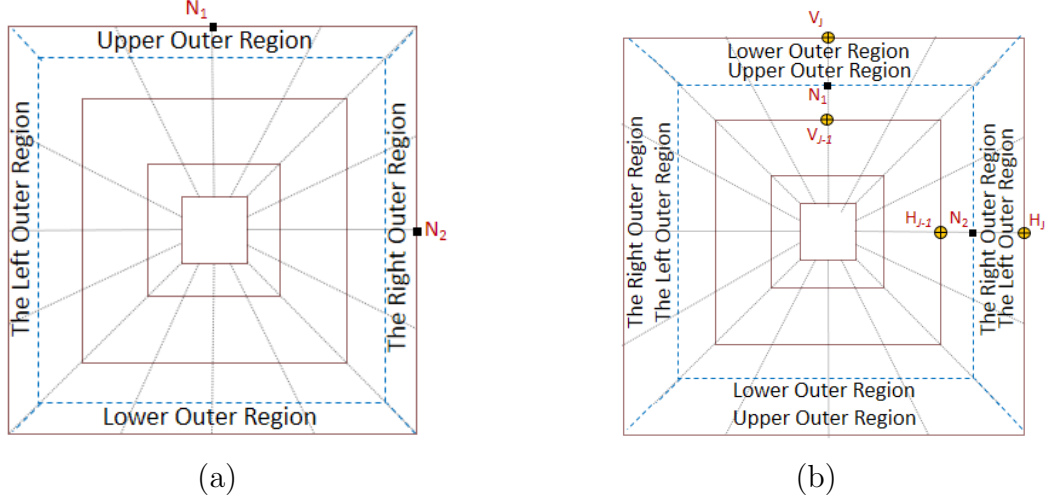 N1
Upper Outer Region
The Left Outer Region
The Right Outer Region
N2
Lower Outer Region
(a)
VJ
Lower Outer Region
Upper Outer Region
N1
VJ-1
The Right Outer Region
The Left Outer Region
HJ-1
N2
HJ
The Right Outer Region
The Left Outer Region
Lower Outer Region
Upper Outer Region
(b)